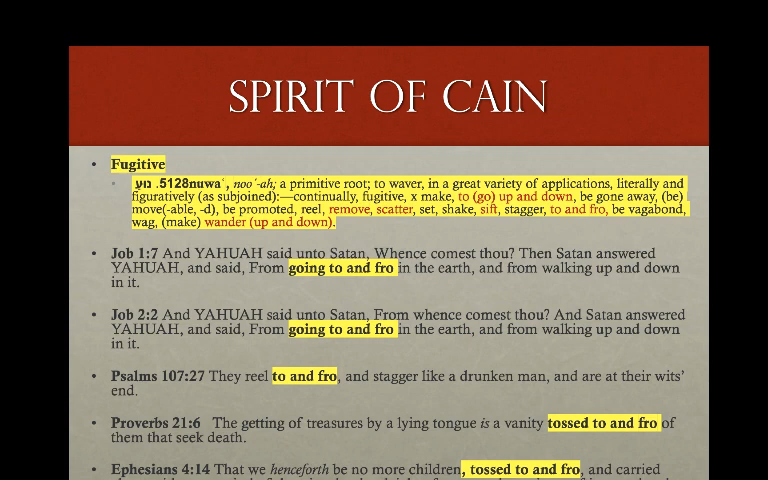 SPIRIT OF CAIN
• Fugitive
נוע .5128nuwaʿ, nooʹ-ah; a primitive root; to waver, in a great variety of applications, literally and
figuratively (as subjoined):—continually, fugitive, x make, to (go) up and down, be gone away, (be)
move(-able, -d), be promoted, reel, remove, scatter, set, shake, sift, stagger, to and fro, be vagabond,
wag, (make) wander (up and down).
• Job 1:7 And YAHUAH said unto Satan, Whence comest thou? Then Satan answered
YAHUAH, and said, From going to and fro in the earth, and from walking up and down
in it.
• Job 2:2 And YAHUAH said unto Satan, From whence comest thou? And Satan answered
YAHUAH, and said, From going to and fro in the earth, and from walking up and down
in it.
• Psalms 107:27 They reel to and fro, and stagger like a drunken man, and are at their wits’
end.
• Proverbs 21:6 The getting of treasures by a lying tongue is a vanity tossed to and fro of
them that seek death.
• Ephesians 4:14 That we henceforth be no more children, tossed to and fro, and carried